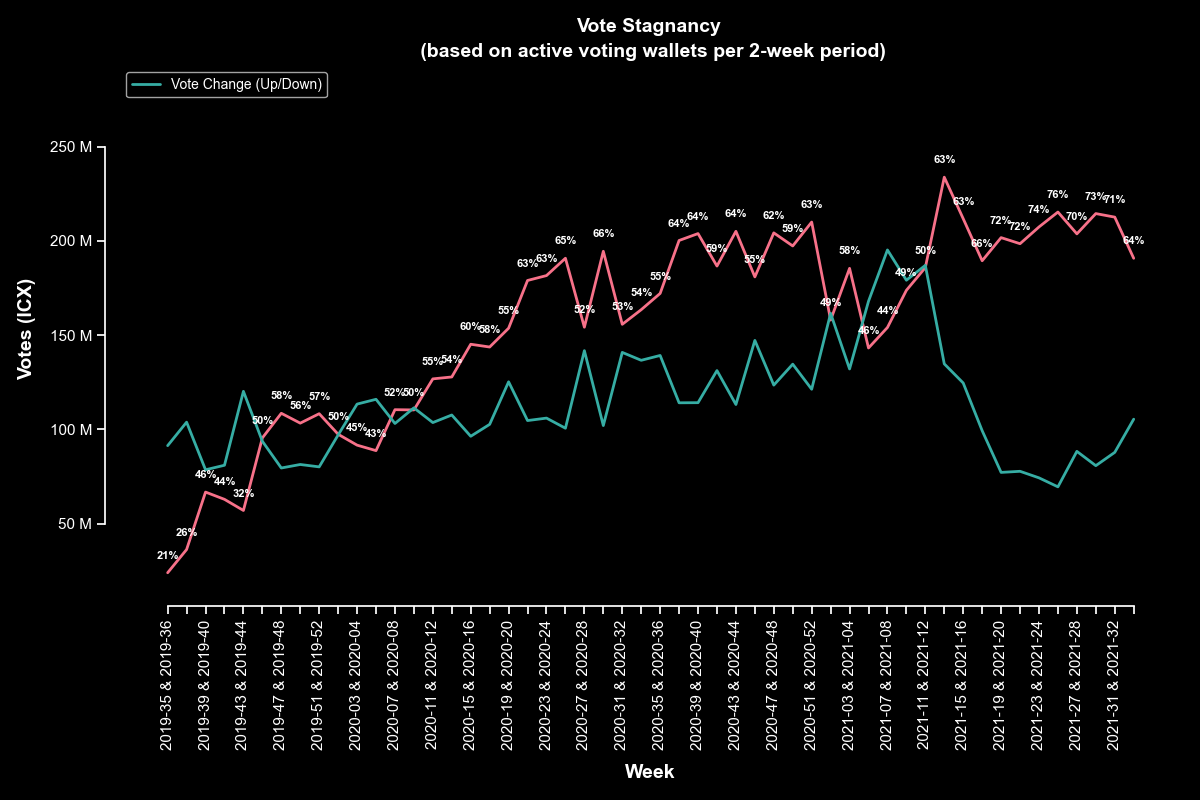 Vote Stagnancy
(based on active voting wallets per 2-week period)
Vote Change (Up/Down)
250 M
200 M
150 M
100 M
50 M
Votes (ICX)
21%
26%
46%
44%
32%
50%
58%
56%
57%
50%
45%
43%
52%
50%
55%
54%
60%
58%
55%
63%
63%
65%
52%
66%
53%
54%
55%
64%
64%
59%
64%
55%
62%
59%
63%
49%
58%
46%
44%
49%
50%
63%
63%
66%
72%
72%
74%
76%
70%
73%
71%
64%
2019-35 & 2019-36
2019-39 & 2019-40
2019-43 & 2019-44
2019-47 & 2019-48
2019-51 & 2019-52
2020-03 & 2020-04
2020-07 & 2020-08
2020-11 & 2020-12
2020-15 & 2020-16
2020-19 & 2020-20
2020-23 & 2020-24
2020-27 & 2020-28
2020-31 & 2020-32
2020-35 & 2020-36
2020-39 & 2020-40
2020-43 & 2020-44
2020-47 & 2020-48
2020-51 & 2020-52
2021-03 & 2021-04
2021-07 & 2021-08
2021-11 & 2021-12
2021-15 & 2021-16
2021-19 & 2021-20
2021-23 & 2021-24
2021-27 & 2021-28
2021-31 & 2021-32
Week